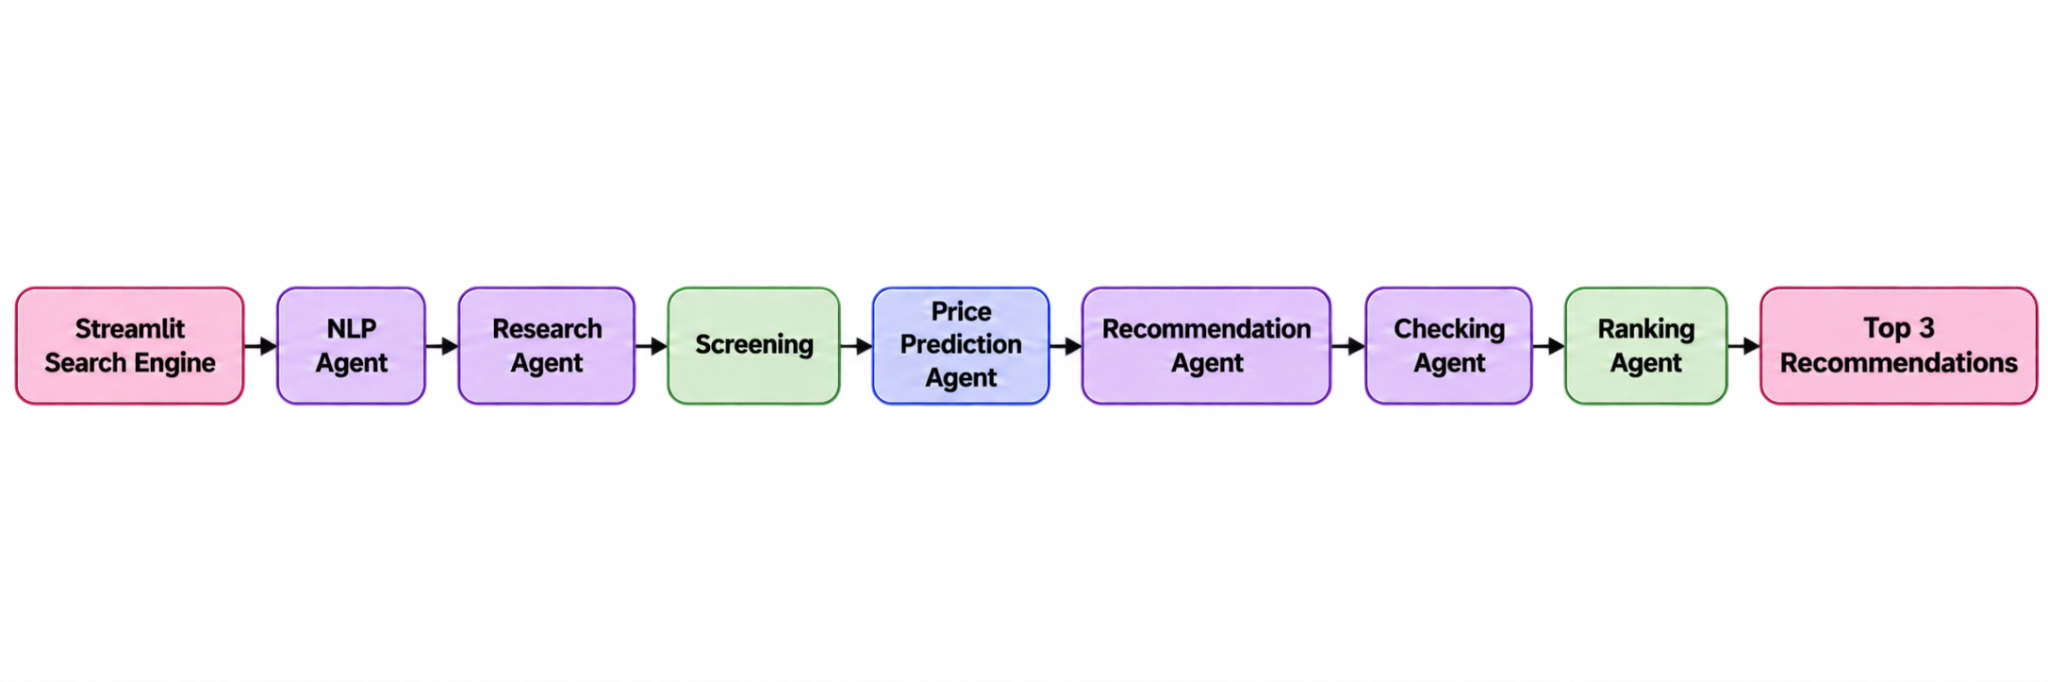 Streamlit
Search Engine
NLP
Agent
Research
Agent
Screening
Price
Prediction
Agent
Recommendation
Agent
Checking
Agent
Ranking
Agent
Top 3
Recommendations